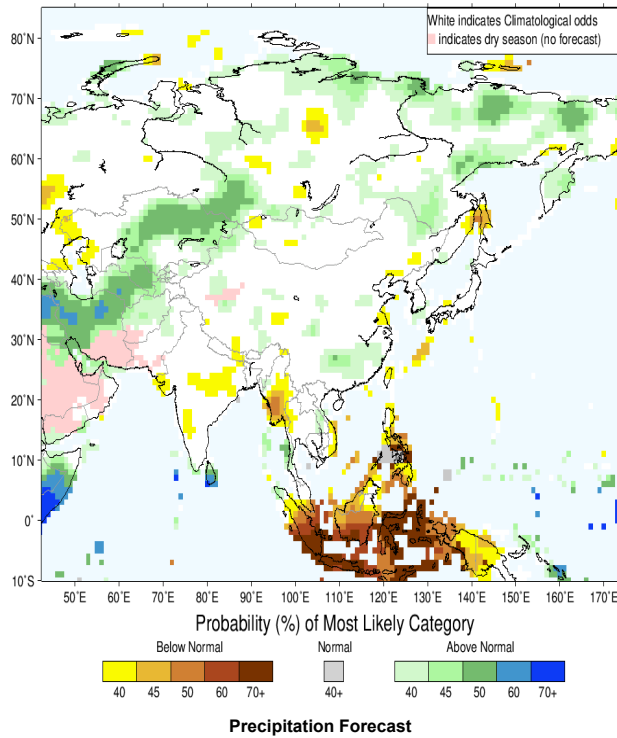 White indicates Climatological odds
indicates dry season (no forecast)
80˚N
70˚N
60˚N
50˚N
40˚N
30˚N
20˚N
10˚N
0˚
10˚S
50˚E 60˚E 70˚E 80˚E 90˚E 100˚E 110˚E 120˚E 130˚E 140˚E 150˚E 160˚E 170˚E
Probability (%) of Most Likely Category
Below Normal Normal Above Normal
40 45 50 60 70+ 40+ 40 45 50 60 70+
Precipitation Forecast